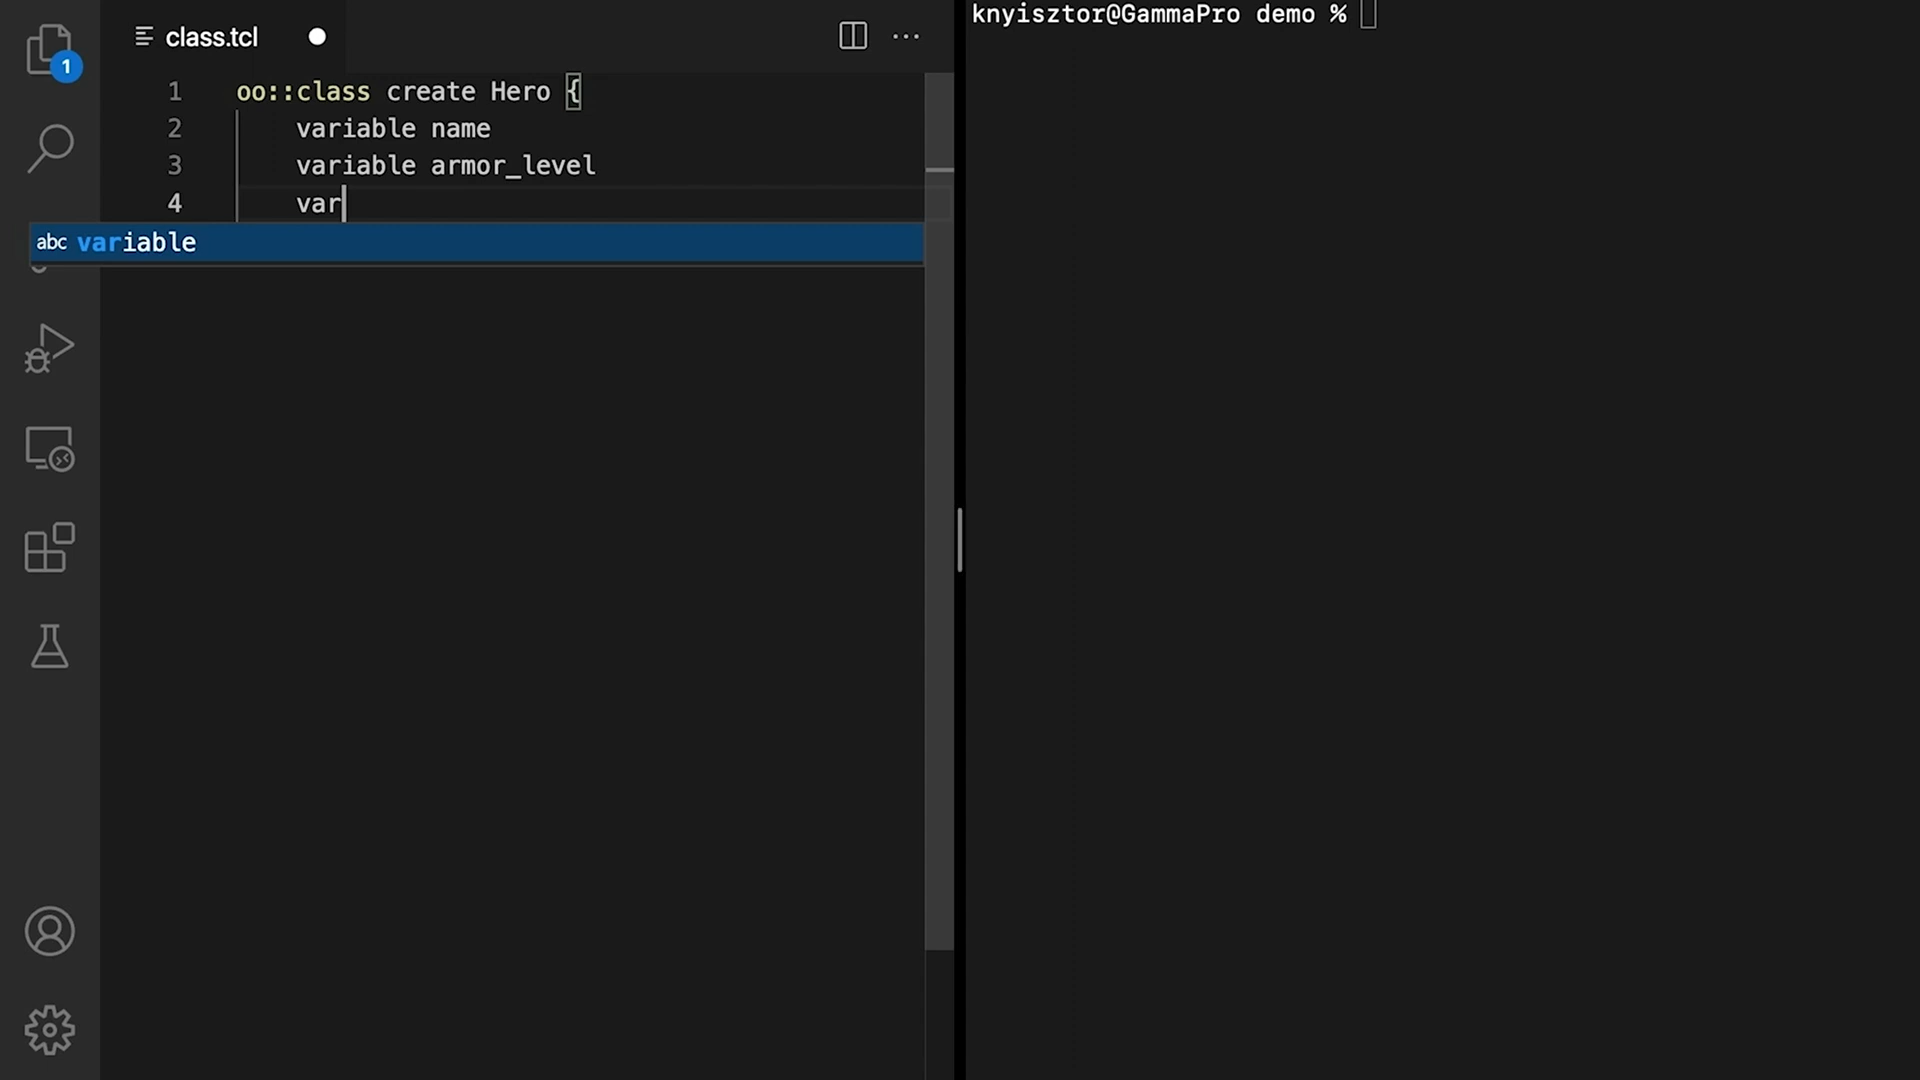 class.tcl
1
1 oo::class create Hero {
2 variable name
3 variable armor_level
4 var
abc variable
knyisztor@GammaPro demo %